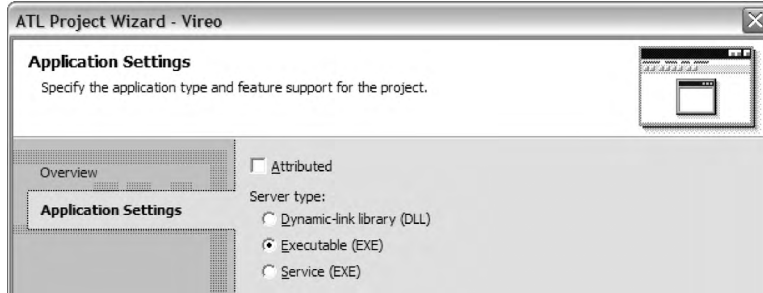 ATL Project Wizard - Vireo
Application Settings
Specify the application type and feature support for the project.
Overview
Application Settings
Attributed
Server type:
Dynamic-link library (DLL)
Executable (EXE)
Service (EXE)